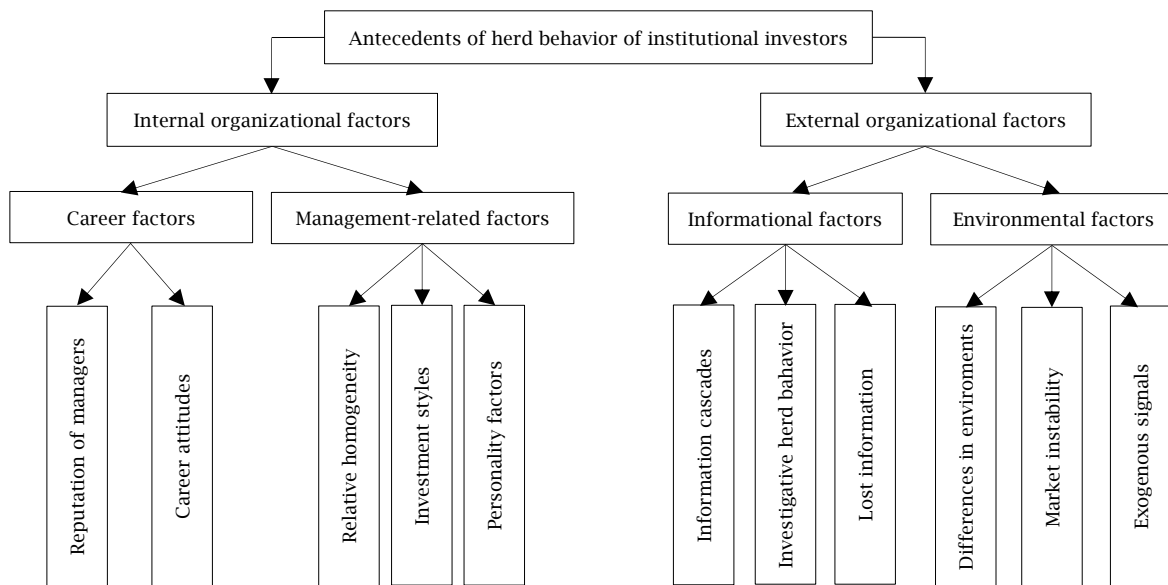 Antecedents of herd behavior of institutional investors
Internal organizational factors
External organizational factors
Career factors
Management-related factors
Informational factors
Environmental factors
Reputation of managers
Career attitudes
Relative homogeneity
Investment styles
Personality factors
Information cascades
Investigative herd bahavior
Lost information
Differences in enviroments
Market instability
Exogenous signals